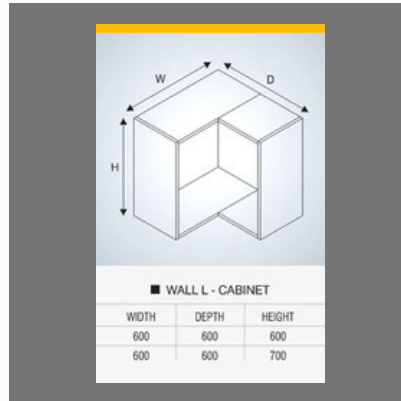 W
D
H
■ WALL L - CABINET
WIDTH DEPTH HEIGHT
600 600 600
600 600 700